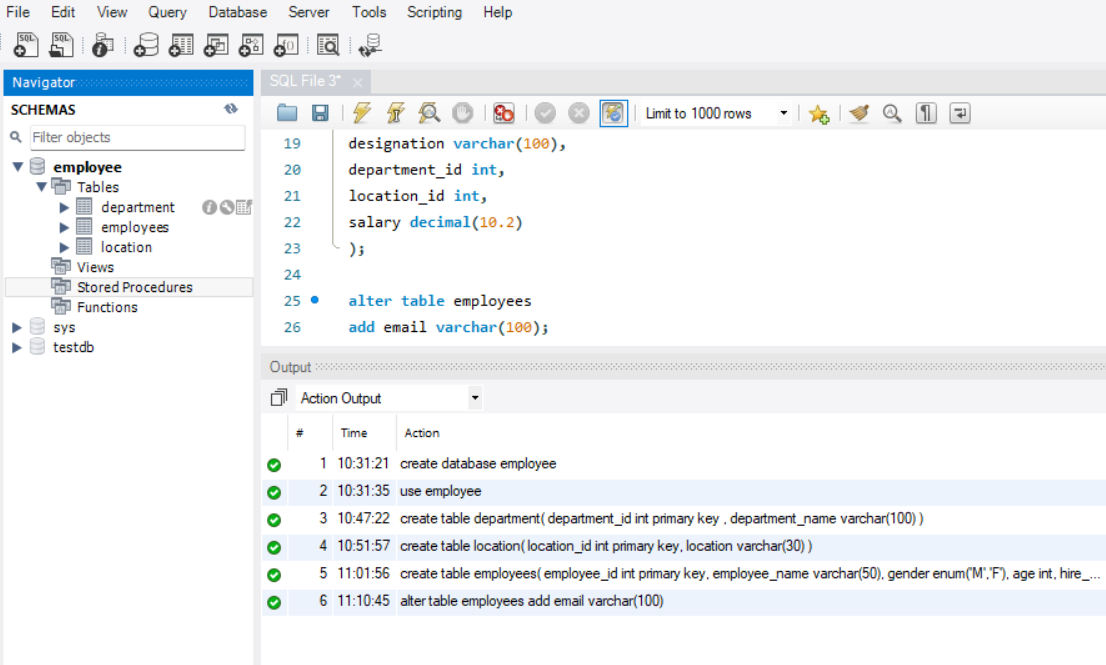 File Edit View Query Database Server Tools Scripting Help
SQL SQL
Navigator
SCHEMAS
Filter objects
employee
Tables
department
employees
location
Views
Stored Procedures
Functions
sys
testdb
SQL File 3*
Limit to 1000 rows
19 designation varchar(100),
20 department_id int,
21 location_id int,
22 salary decimal(10.2)
23 );
24
25 alter table employees
26 add email varchar(100);
Output
Action Output
# Time Action
1 10:31:21 create database employee
2 10:31:35 use employee
3 10:47:22 create table department( department_id int primary key , department_name varchar(100) )
4 10:51:57 create table location( location_id int primary key, location varchar(30) )
5 11:01:56 create table employees( employee_id int primary key, employee_name varchar(50), gender enum('M','F'), age int, hire_...
6 11:10:45 alter table employees add email varchar(100)